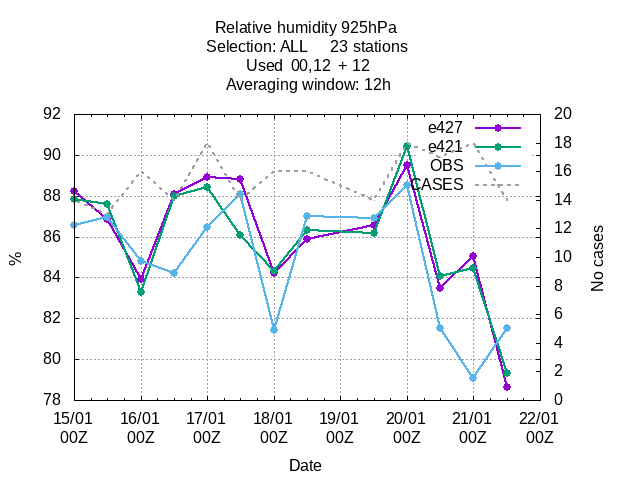 Relative humidity 925hPa
Selection: ALL 23 stations
Used 00,12 + 12
Averaging window: 12h
92
90
88
86
84
82
80
78
%
20
18
16
14
12
10
8
6
4
2
0
No cases
e427
e421
OBS
CASES
15/01 16/01 17/01 18/01 19/01 20/01 21/01 22/01
00Z 00Z 00Z 00Z 00Z 00Z 00Z 00Z
Date